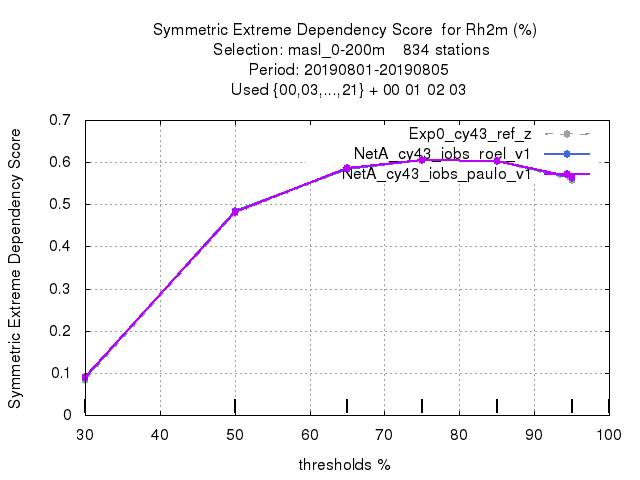 Symmetric Extreme Dependency Score  for Rh2m (%)
Selection: masl_0-200m    834 stations
Period: 20190801-20190805
Used {00,03,...,21} + 00 01 02 03
Symmetric Extreme Dependency Score
0.7
0.6
0.5
0.4
0.3
0.2
0.1
0
Exp0_cy43_ref_z
NetA_cy43_iobs_roel_v1
NetA_cy43_iobs_paulo_v1
30 40 50 60 70 80 90 100
thresholds %